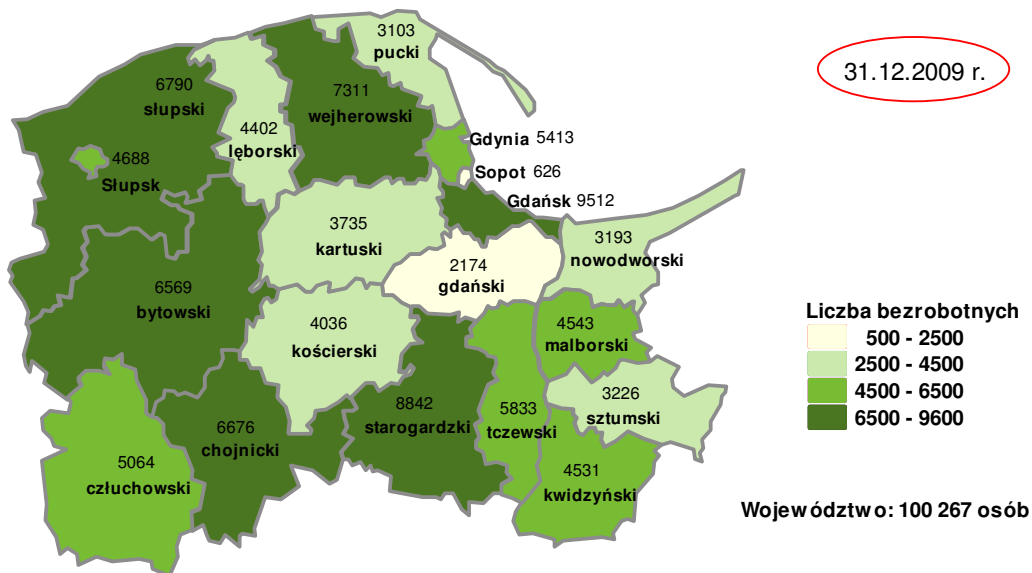 3103
pucki
31.12.2009 r.
6790
słupski
7311
wejherowski
4402
lęborski
Gdynia 5413
4688
Słupsk
Sopot 626
Gdańsk 9512
3735
kartuski
3193
nowodworski
2174
gdański
6569
bytowski
4036
kościerski
4543
malborski
Liczba bezrobotnych
500 - 2500
2500 - 4500
4500 - 6500
6500 - 9600
8842
starogardzki
5833
tczewski
3226
sztumski
6676
chojnicki
5064
człuchowski
4531
kwidzyński
Województwo: 100 267 osób